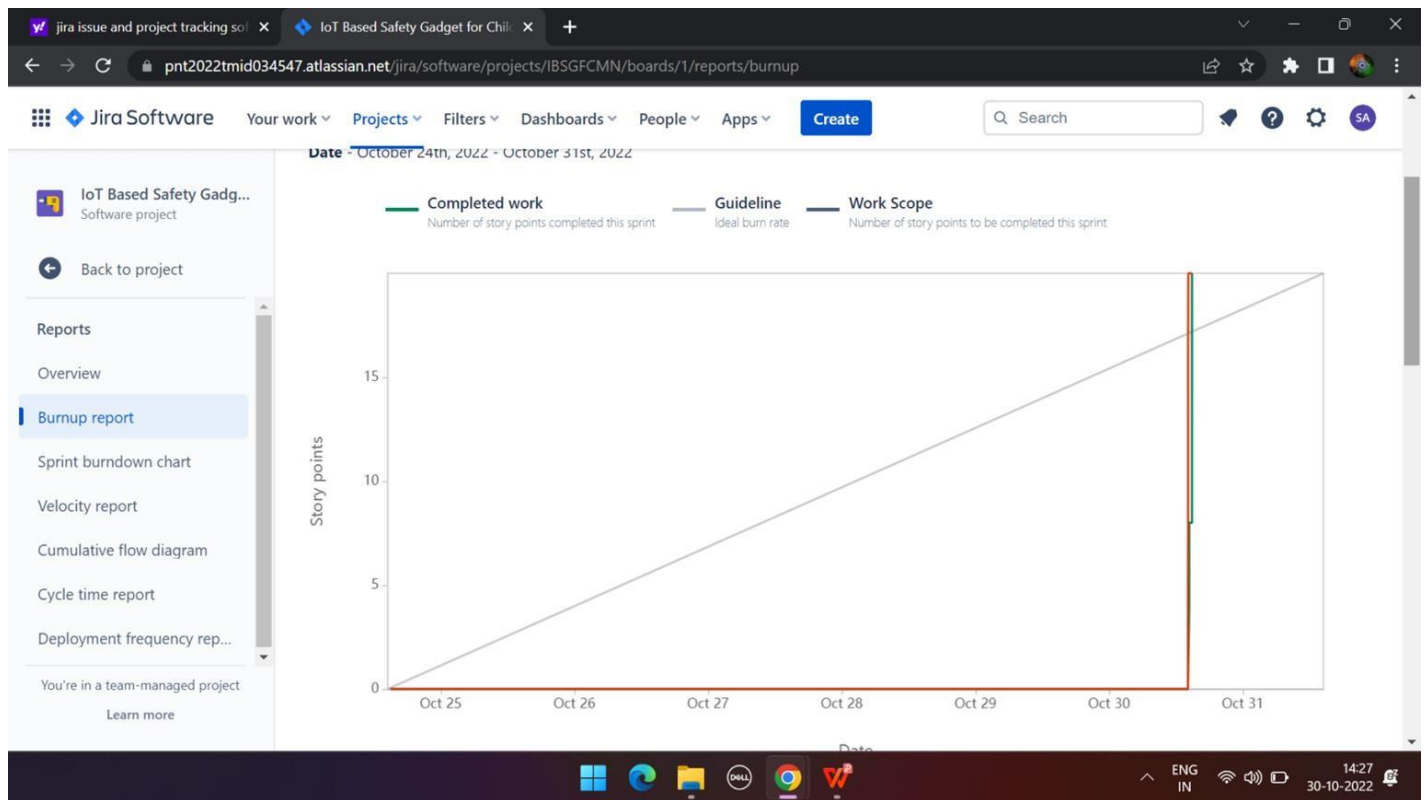 jira issue and project tracking sof
IoT Based Safety Gadget for Chil
pnt2022tmid034547.atlassian.net/jira/software/projects/IBSGFCMN/boards/1/reports/burnup
Jira Software
Your work
Projects
Filters
Dashboards
People
Apps
Create
Search
SA
IoT Based Safety Gadg...
Software project
Back to project
Reports
Overview
Burnup report
Sprint burndown chart
Velocity report
Cumulative flow diagram
Cycle time report
Deployment frequency rep...
You're in a team-managed project
Learn more
Date - October 24th, 2022 - October 31st, 2022
Completed work
Number of story points completed this sprint
Guideline
Ideal burn rate
Work Scope
Number of story points to be completed this sprint
Story points
15
10
5
0
Oct 25 Oct 26 Oct 27 Oct 28 Oct 29 Oct 30 Oct 31
Date
DELL
ENG
IN
14:27
30-10-2022